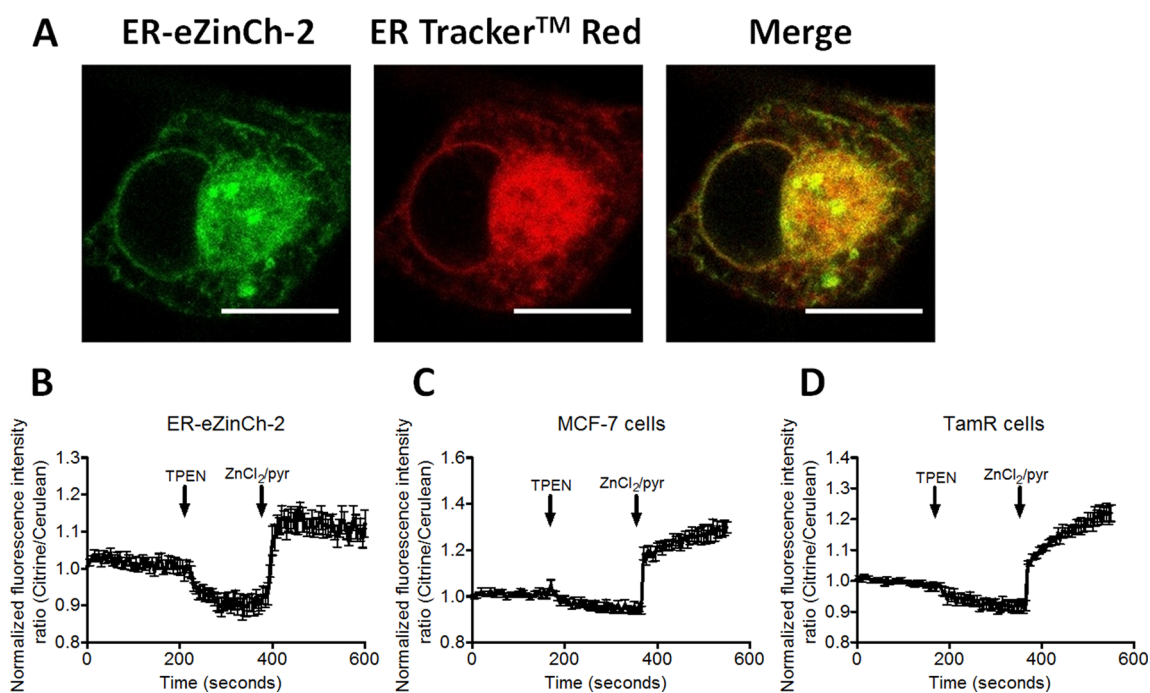 A
ER-eZinCh-2
ER Tracker™ Red
Merge
B
ER-eZinCh-2
Normalized fluorescence intensity
ratio (Citrine/Cerulean)
1.3
1.2
1.1
1.0
0.9
0.8
TPEN
ZnCl₂/pyr
0
200
400
600
Time (seconds)
C
MCF-7 cells
Normalized fluorescence intensity
ratio (Citrine/Cerulean)
1.6
1.4
1.2
1.0
0.8
TPEN
ZnCl₂/pyr
0
200
400
600
Time (seconds)
D
TamR cells
Normalized fluorescence intensity
ratio (Citrine/Cerulean)
1.4
1.3
1.2
1.1
1.0
0.9
0.8
TPEN
ZnCl₂/pyr
0
200
400
600
Time (seconds)